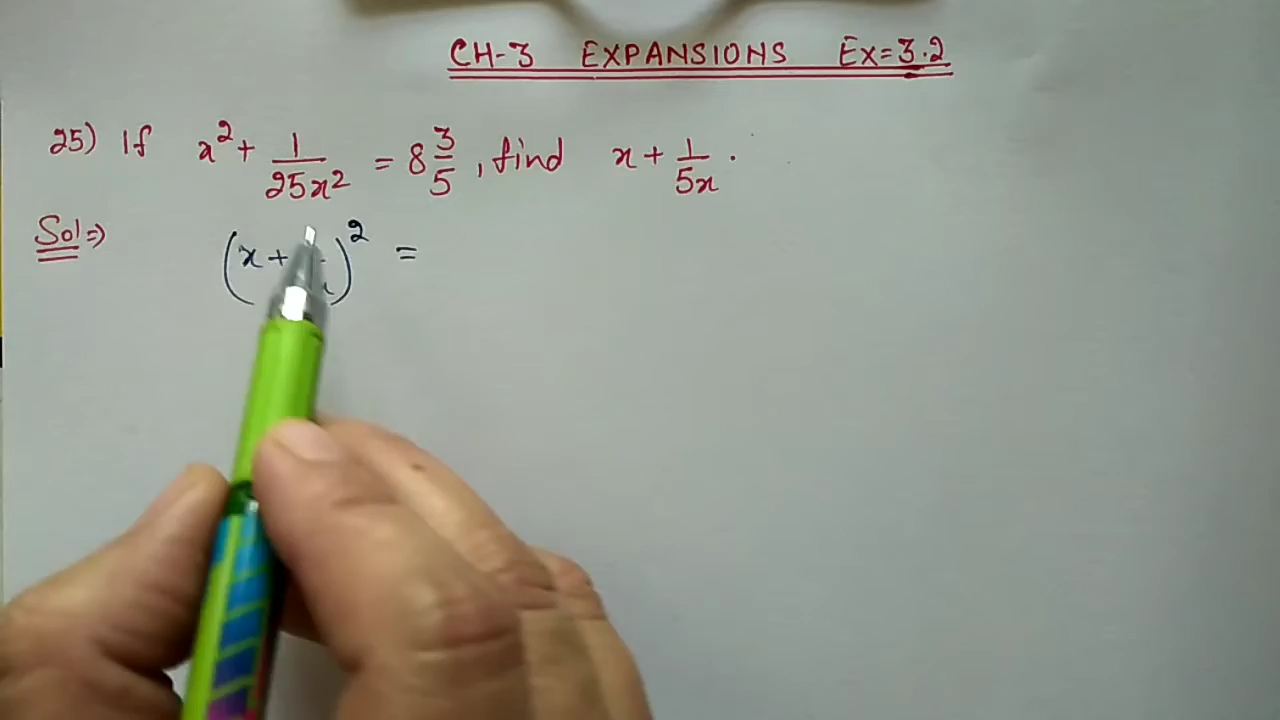 CH-3 EXPANSIONS Ex=3.2
25) If x² + 1/25x² = 8 3/5, find x + 1/5x.
Sol⇒ (x+ )² =